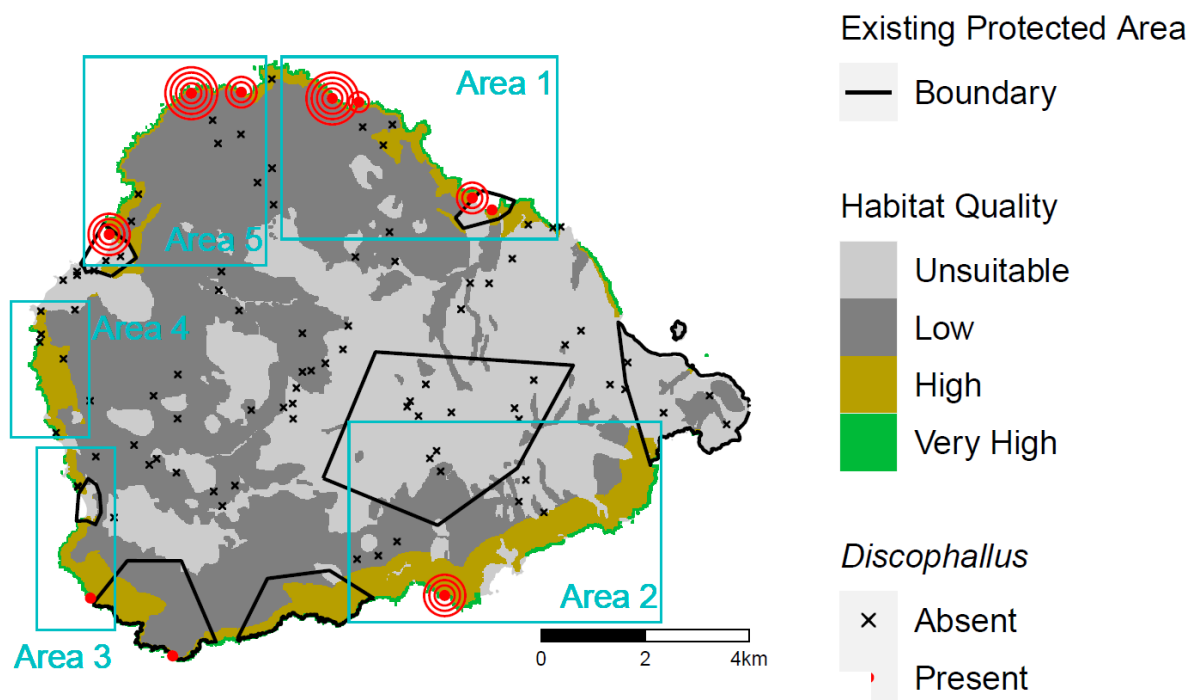 Area 1
Area 5
Area 4
Area 2
Area 3
0 2 4km
Existing Protected Area
Boundary
Habitat Quality
Unsuitable
Low
High
Very High
Discophallus
Absent
Present